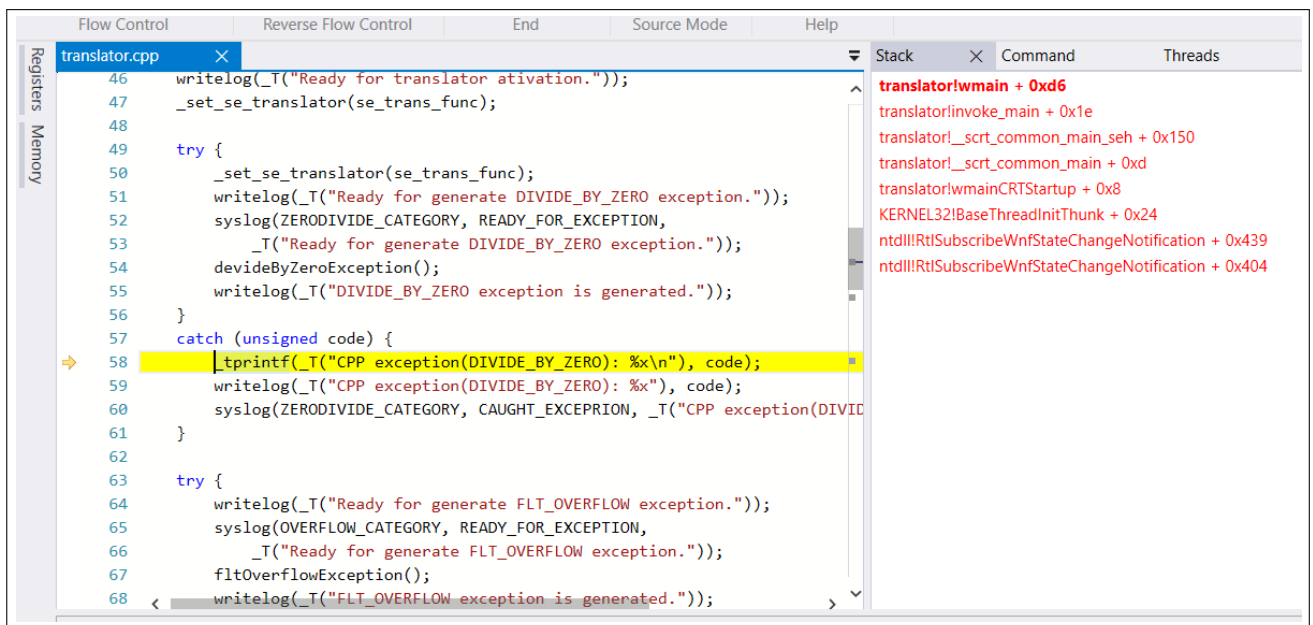 Flow Control Reverse Flow Control End Source Mode Help
Registers
Memory
translator.cpp
46 writelog(_T("Ready for translator ativation."));
47 _set_se_translator(se_trans_func);
48
49 try {
50 _set_se_translator(se_trans_func);
51 writelog(_T("Ready for generate DIVIDE_BY_ZERO exception."));
52 syslog(ZERODIVIDE_CATEGORY, READY_FOR_EXCEPTION,
53 _T("Ready for generate DIVIDE_BY_ZERO exception."));
54 devideByZeroException();
55 writelog(_T("DIVIDE_BY_ZERO exception is generated."));
56 }
57 catch (unsigned code) {
58 _tprintf(_T("CPP exception(DIVIDE_BY_ZERO): %x\n"), code);
59 writelog(_T("CPP exception(DIVIDE_BY_ZERO): %x"), code);
60 syslog(ZERODIVIDE_CATEGORY, CAUGHT_EXCEPRION, _T("CPP exception(DIVID
61 }
62
63 try {
64 writelog(_T("Ready for generate FLT_OVERFLOW exception."));
65 syslog(OVERFLOW_CATEGORY, READY_FOR_EXCEPTION,
66 _T("Ready for generate FLT_OVERFLOW exception."));
67 fltOverflowException();
68 writelog(_T("FLT_OVERFLOW exception is generated."));
Stack Command Threads
translator!wmain + 0xd6
translator!invoke_main + 0x1e
translator!__scrt_common_main_seh + 0x150
translator!__scrt_common_main + 0xd
translator!wmainCRTStartup + 0x8
KERNEL32!BaseThreadInitThunk + 0x24
ntdll!RtlSubscribeWnfStateChangeNotification + 0x439
ntdll!RtlSubscribeWnfStateChangeNotification + 0x404